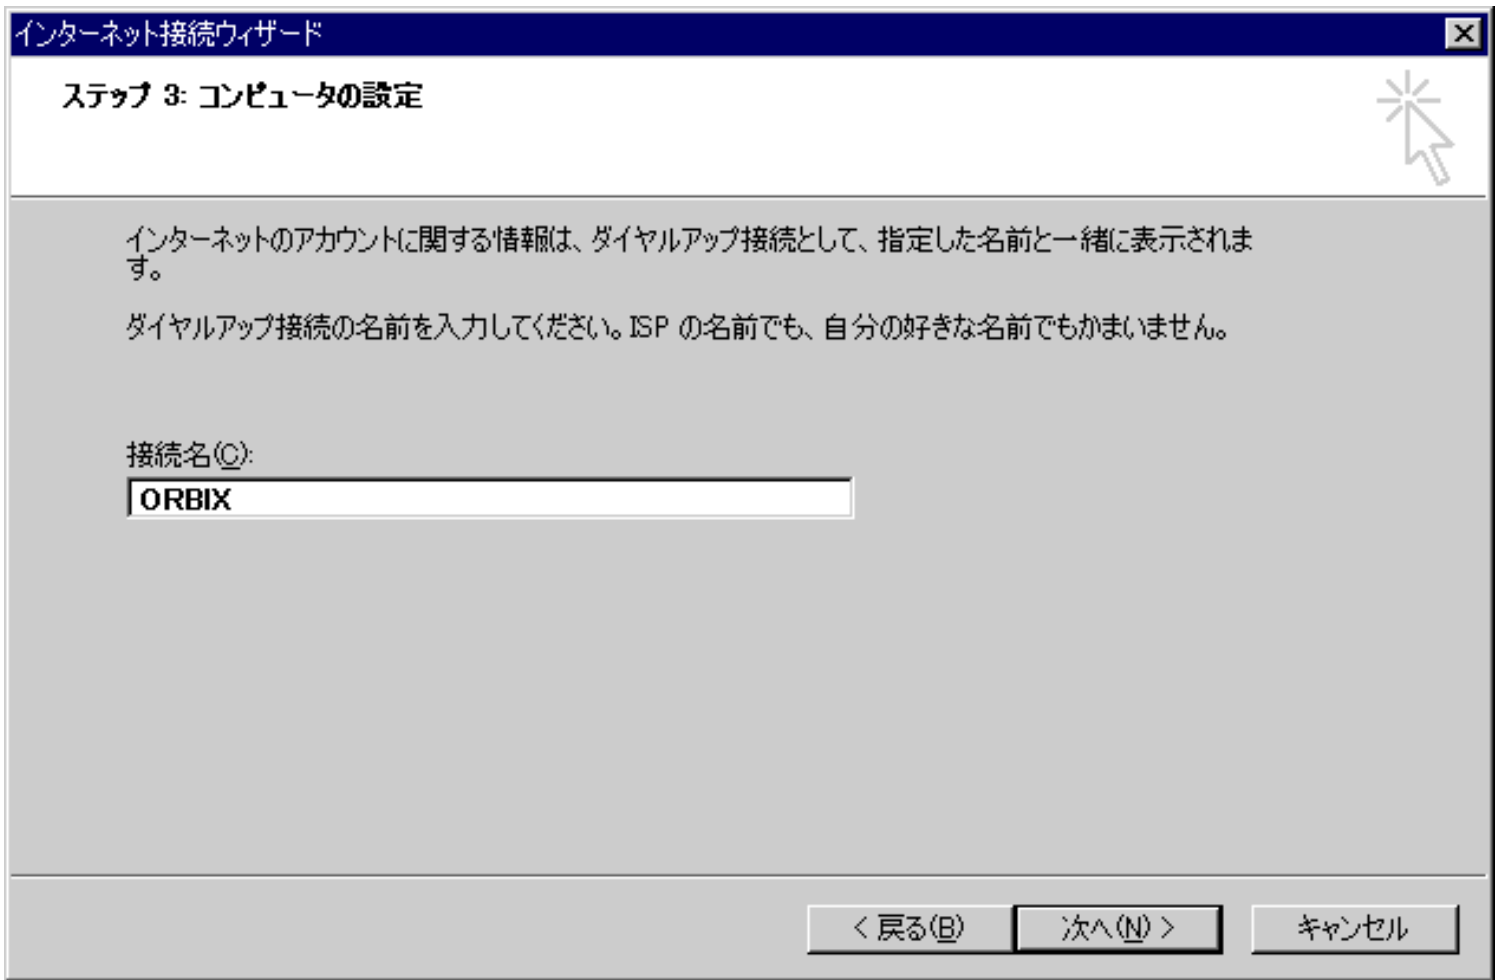 インターネット接続ウィザード
ステップ 3: コンピュータの設定
インターネットのアカウントに関する情報は、ダイヤルアップ接続として、指定した名前と一緒に表示されま
す。
ダイヤルアップ接続の名前を入力してください。ISP の名前でも、自分の好きな名前でもかまいません。
接続名(C):
ORBIX
< 戻る(B)
次へ(N) >
キャンセル